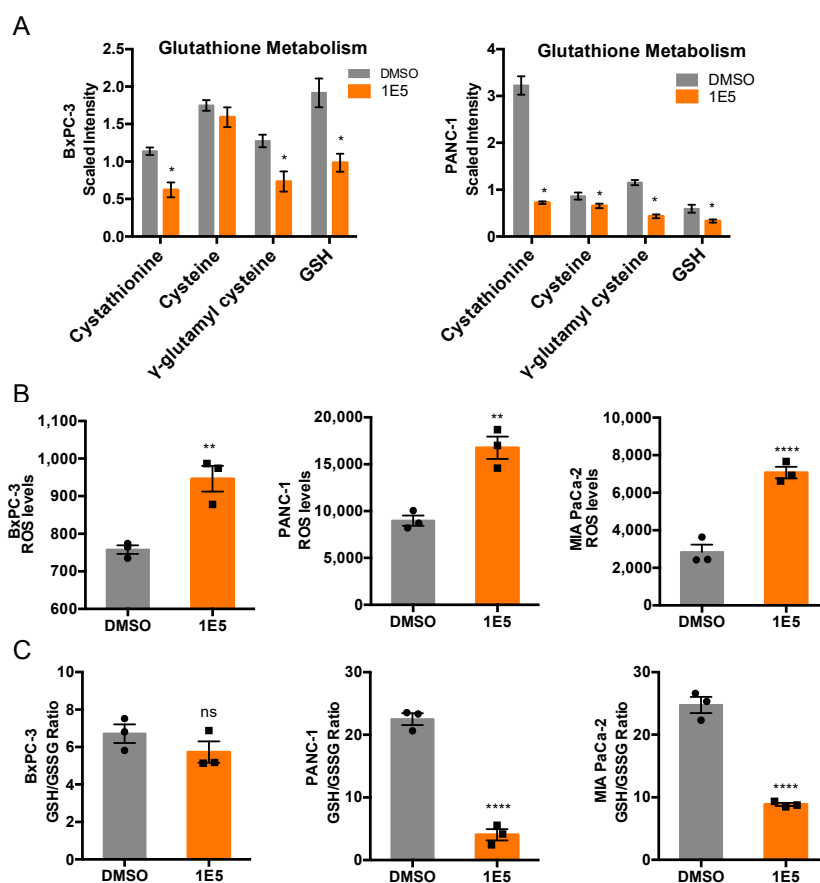 A
Glutathione Metabolism
DMSO
1E5
BxPC-3
Scaled Intensity
2.5
2.0
1.5
1.0
0.5
0.0
*
*
*
Cystathionine
Cysteine
γ-glutamyl cysteine
GSH
Glutathione Metabolism
DMSO
1E5
PANC-1
Scaled Intensity
4
3
2
1
0
*
*
*
*
Cystathionine
Cysteine
γ-glutamyl cysteine
GSH
B
BxPC-3
ROS levels
1,100
1,000
900
800
700
600
**
DMSO 1E5
PANC-1
ROS levels
20,000
15,000
10,000
5,000
0
**
DMSO 1E5
MIA PaCa-2
ROS levels
10,000
8,000
6,000
4,000
2,000
0
****
DMSO 1E5
C
BxPC-3
GSH/GSSG Ratio
8
6
4
2
0
ns
DMSO 1E5
PANC-1
GSH/GSSG Ratio
30
20
10
0
****
DMSO 1E5
MIA PaCa-2
GSH/GSSG Ratio
30
20
10
0
****
DMSO 1E5